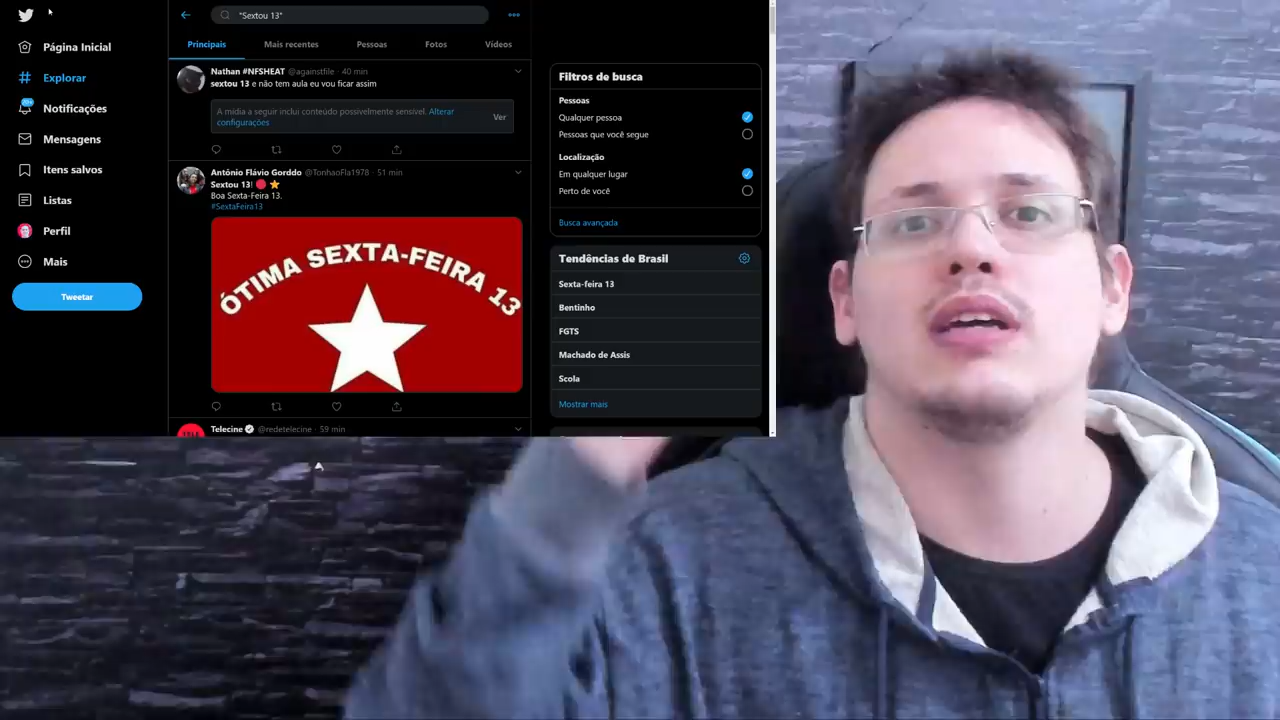 "Sextou 13"
Página Inicial
Explorar
20+
Notificações
Mensagens
Itens salvos
Listas
Perfil
Mais
Tweetar
Principais
Mais recentes
Pessoas
Fotos
Vídeos
Nathan #NFSHEAT @againstfile · 40 min
sextou 13 e não tem aula eu vou ficar assim
A mídia a seguir inclui conteúdo possivelmente sensível. Alterar
configurações
Ver
Antônio Flávio Gorddo @TonhaoFla1978 · 51 min
Sextou 13!
Boa Sexta-Feira 13.
#SextaFeira13
ÓTIMA SEXTA-FEIRA 13
Telecine @redetelecine · 59 min
Filtros de busca
Pessoas
Qualquer pessoa
Pessoas que você segue
Localização
Em qualquer lugar
Perto de você
Busca avançada
Tendências de Brasil
Sexta-feira 13
Bentinho
FGTS
Machado de Assis
Scola
Mostrar mais